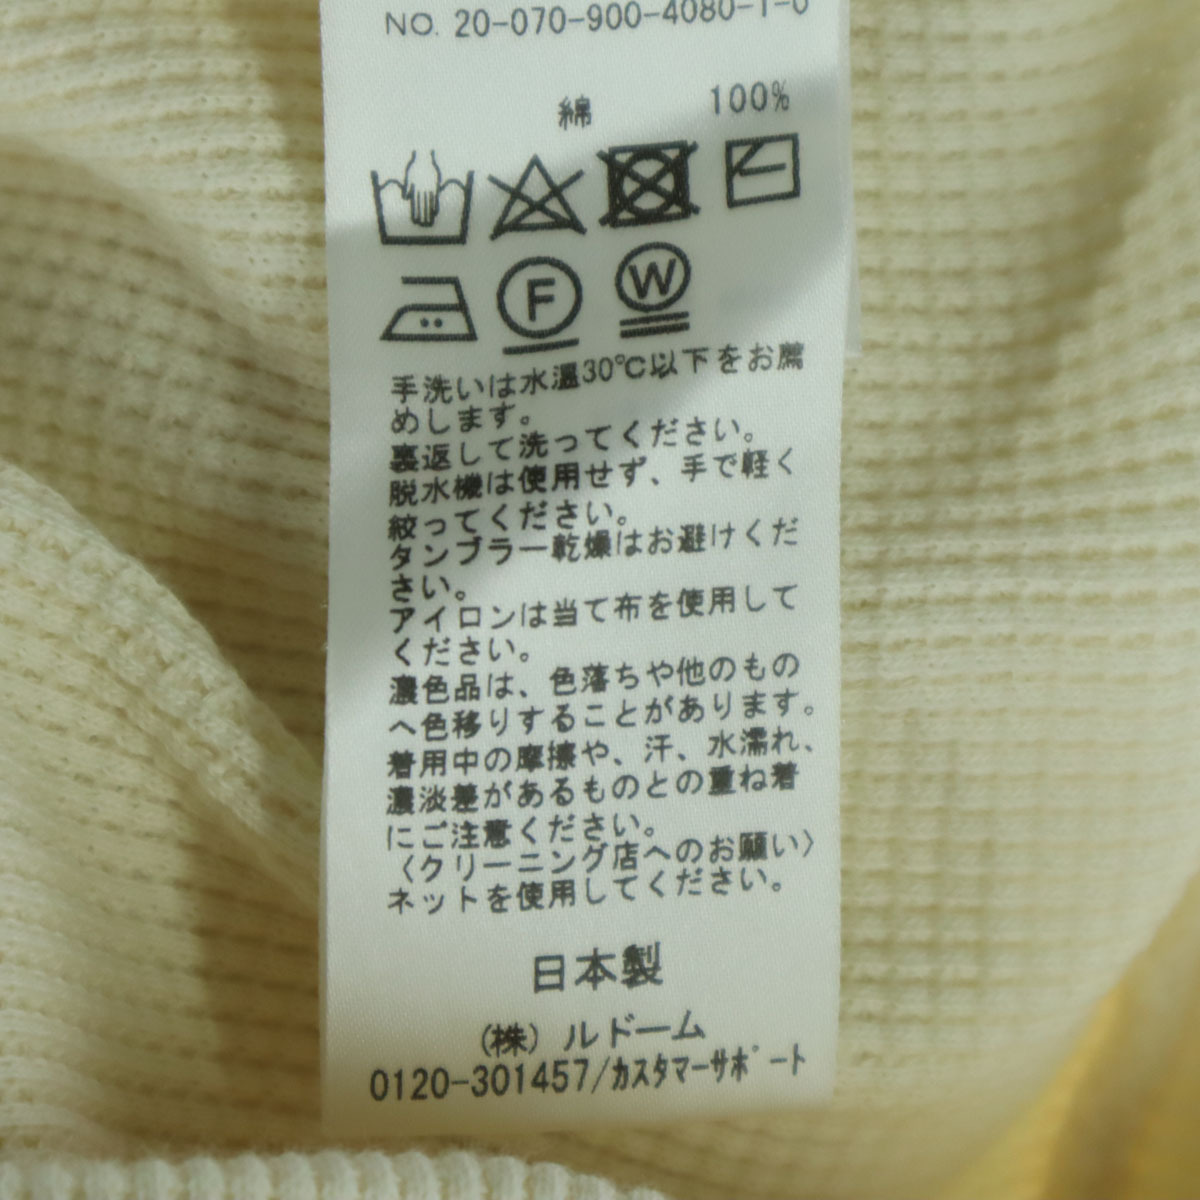 NO. 20-070-900-4080-1-0
綿 100%
F W
手洗いは水温30℃以下をお薦
めします。
裏返して洗ってください。
脱水機は使用せず、手で軽く
絞ってください。
タンブラー乾燥はお避けくだ
さい。
アイロンは当て布を使用して
ください。
濃色品は、色落ちや他のもの
へ色移りすることがあります。
着用中の摩擦や、汗、水濡れ、
濃淡差があるものとの重ね着
にご注意ください。
〈クリーニング店へのお願い〉
ネットを使用してください。
日本製
(株) ルドーム
0120-301457/ｶｽﾀﾏｰｻﾎﾟｰﾄ